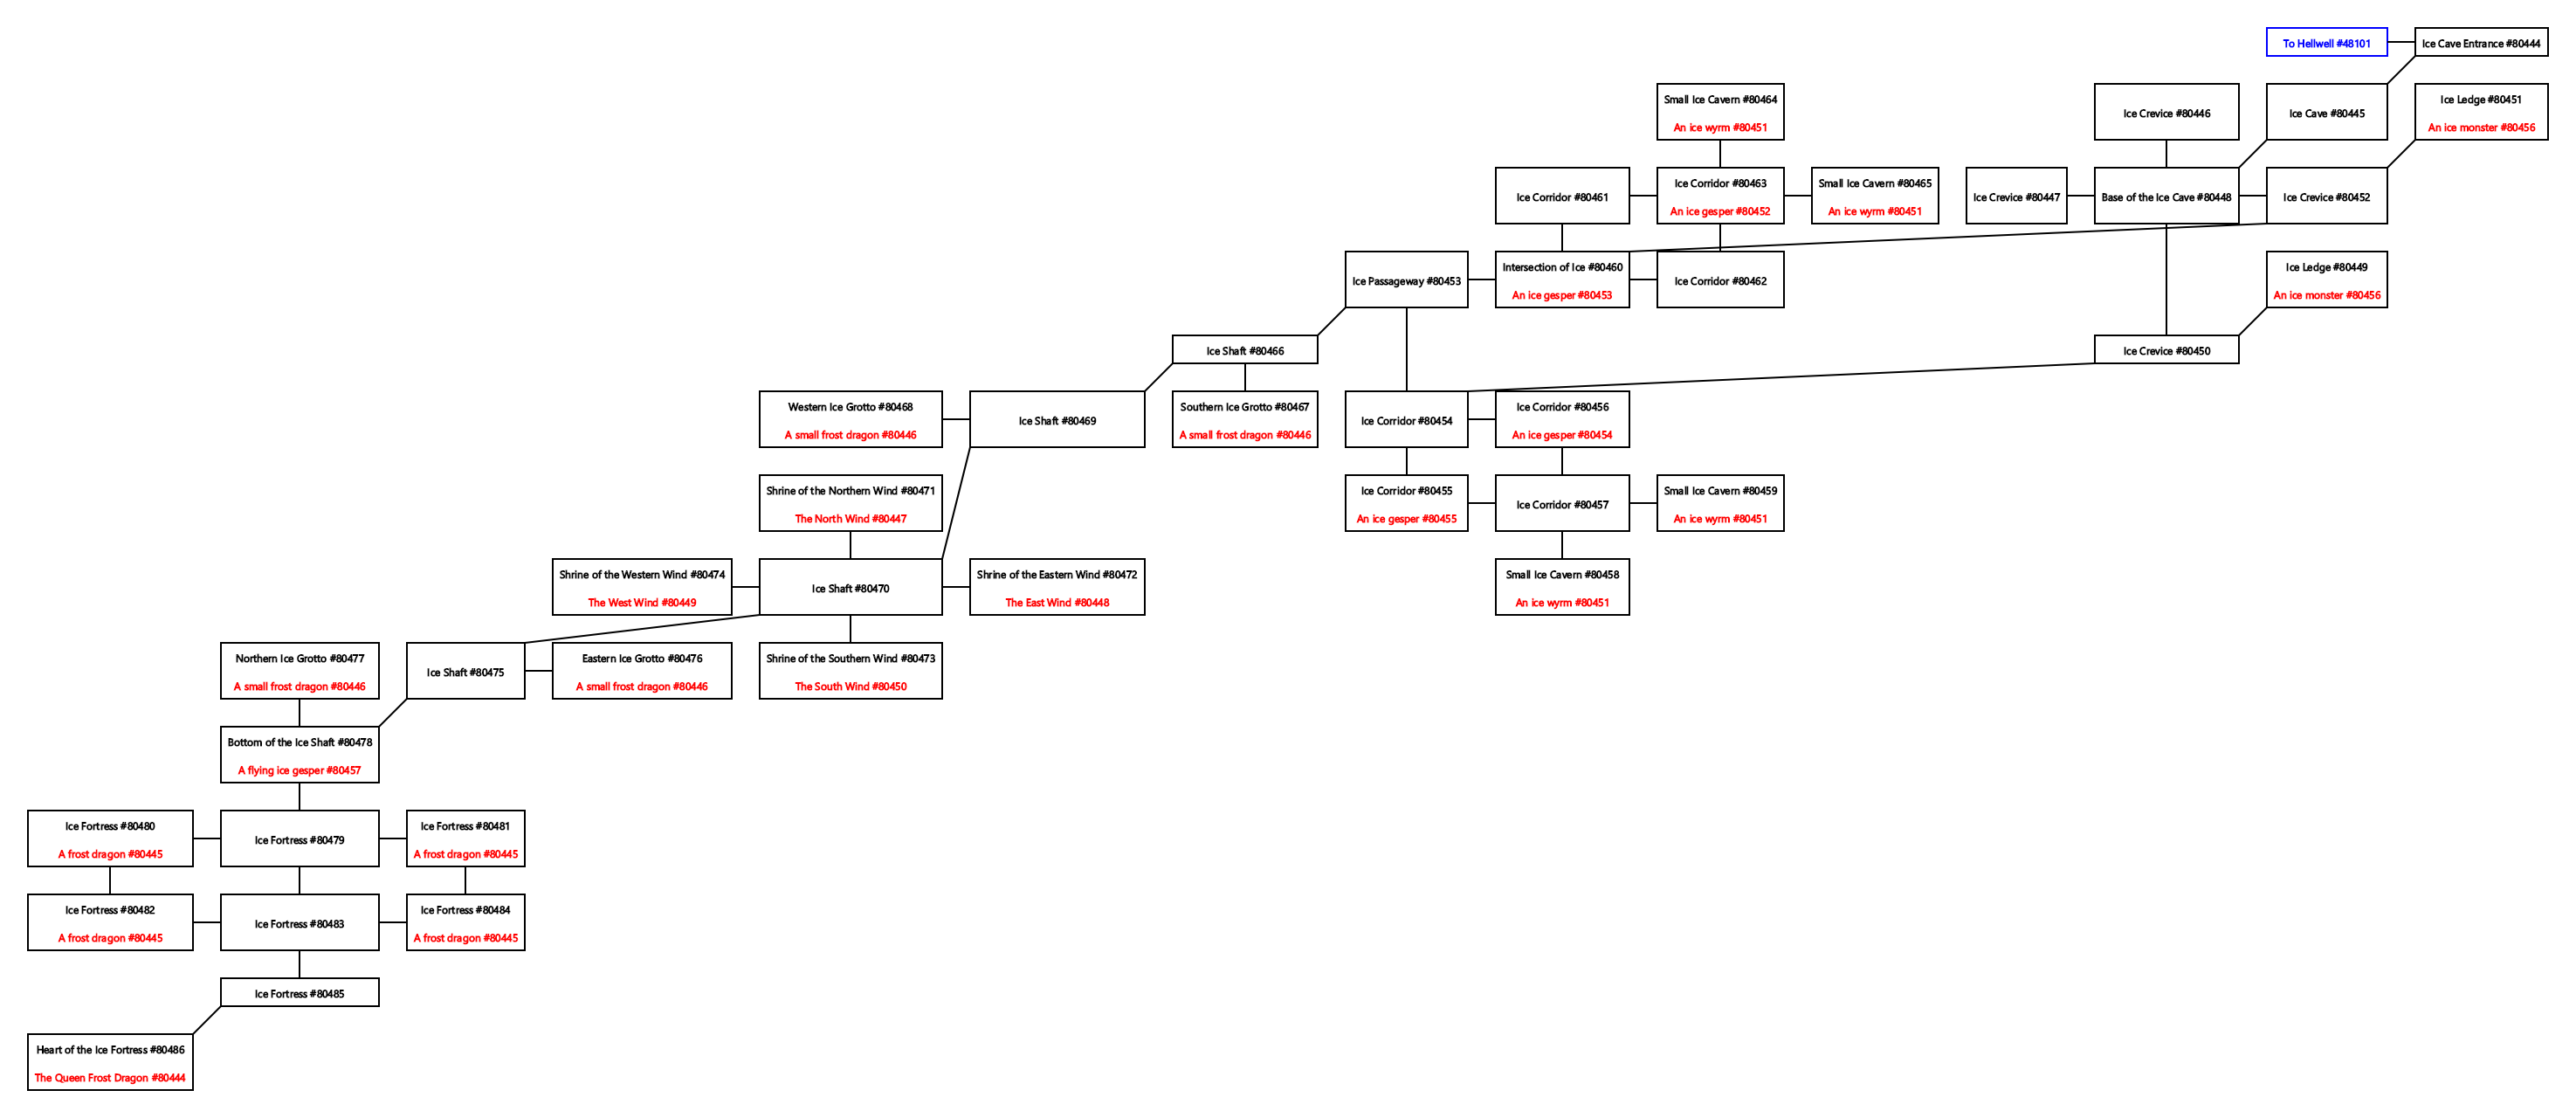 To Hellwell #48101
Ice Cave Entrance #80444
Small Ice Cavern #80464
An ice wyrm #80451
Ice Crevice #80446
Ice Cave #80445
Ice Ledge #80451
An ice monster #80456
Ice Corridor #80461
Ice Corridor #80463
An ice gesper #80452
Small Ice Cavern #80465
An ice wyrm #80451
Ice Crevice #80447
Base of the Ice Cave #80448
Ice Crevice #80452
Ice Passageway #80453
Intersection of Ice #80460
An ice gesper #80453
Ice Corridor #80462
Ice Ledge #80449
An ice monster #80456
Ice Shaft #80466
Ice Crevice #80450
Western Ice Grotto #80468
A small frost dragon #80446
Ice Shaft #80469
Southern Ice Grotto #80467
A small frost dragon #80446
Ice Corridor #80454
Ice Corridor #80456
An ice gesper #80454
Shrine of the Northern Wind #80471
The North Wind #80447
Ice Corridor #80455
An ice gesper #80455
Ice Corridor #80457
Small Ice Cavern #80459
An ice wyrm #80451
Shrine of the Western Wind #80474
The West Wind #80449
Ice Shaft #80470
Shrine of the Eastern Wind #80472
The East Wind #80448
Small Ice Cavern #80458
An ice wyrm #80451
Northern Ice Grotto #80477
A small frost dragon #80446
Ice Shaft #80475
Eastern Ice Grotto #80476
A small frost dragon #80446
Shrine of the Southern Wind #80473
The South Wind #80450
Bottom of the Ice Shaft #80478
A flying ice gesper #80457
Ice Fortress #80480
A frost dragon #80445
Ice Fortress #80479
Ice Fortress #80481
A frost dragon #80445
Ice Fortress #80482
A frost dragon #80445
Ice Fortress #80483
Ice Fortress #80484
A frost dragon #80445
Ice Fortress #80485
Heart of the Ice Fortress #80486
The Queen Frost Dragon #80444